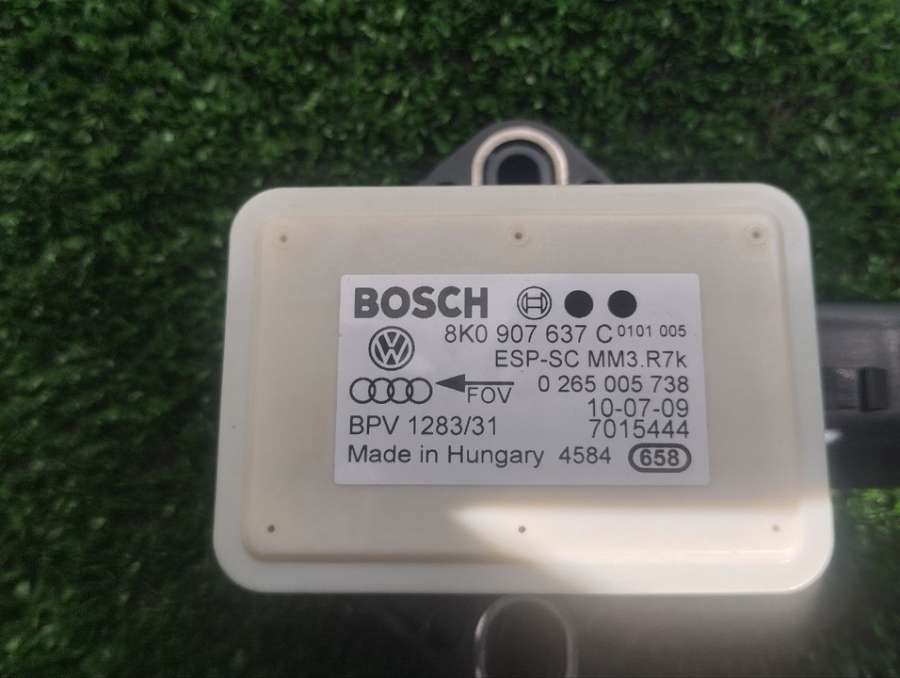 BOSCH
8K0 907 637 C 0101 005
ESP-SC MM3.R7k
FOV 0 265 005 738
10-07-09
BPV 1283/31 7015444
Made in Hungary 4584 658